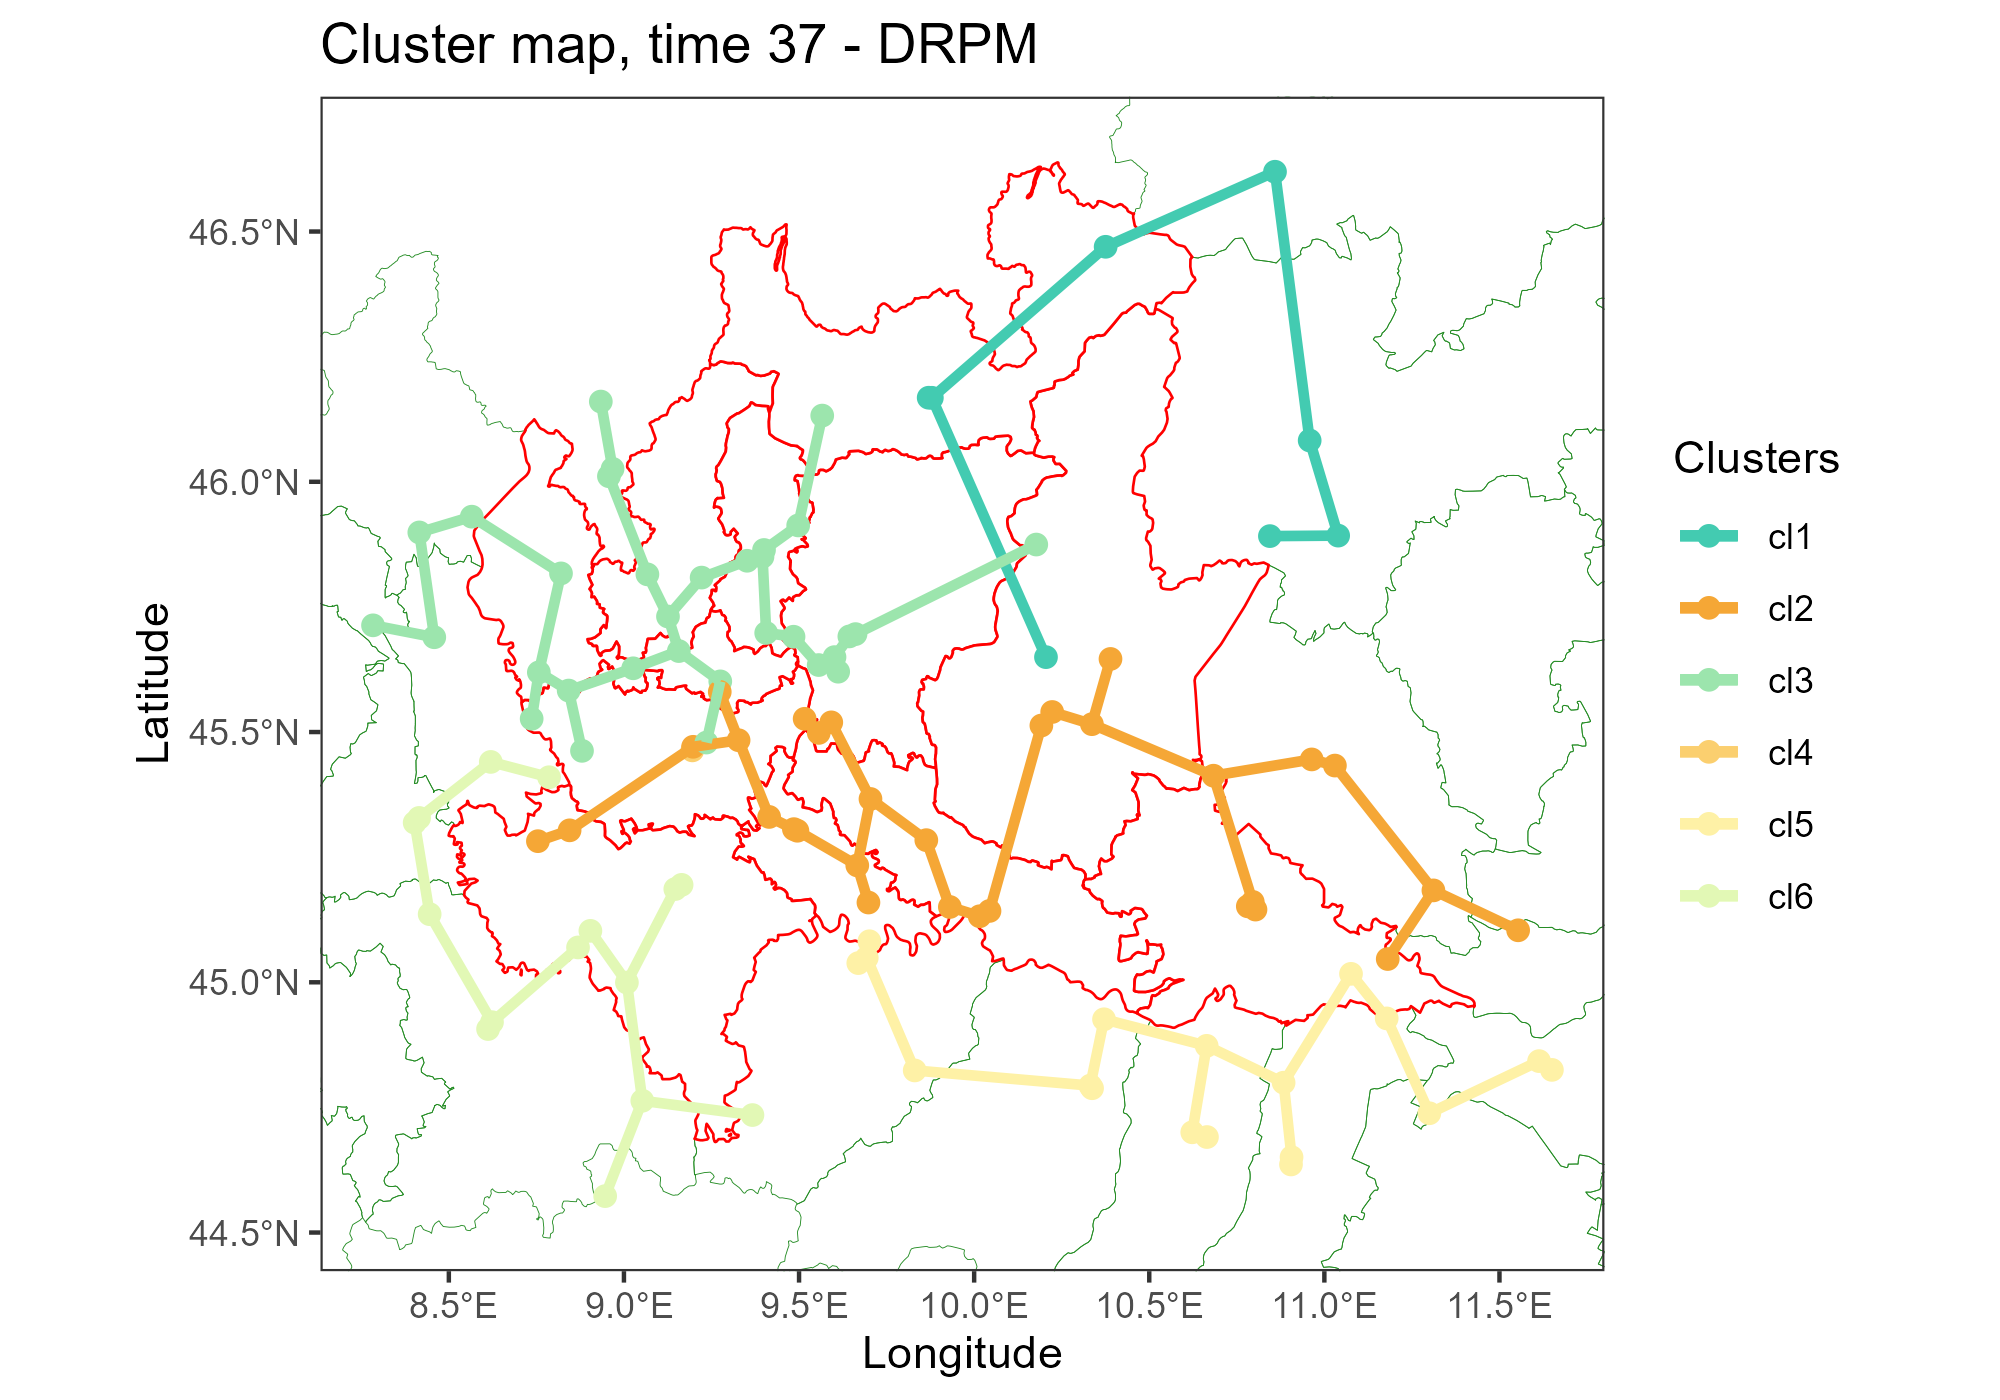 Cluster map, time 37 - DRPM
46.5°N
46.0°N
45.5°N
45.0°N
44.5°N
Latitude
8.5°E 9.0°E 9.5°E 10.0°E 10.5°E 11.0°E 11.5°E
Longitude
Clusters
cl1
cl2
cl3
cl4
cl5
cl6